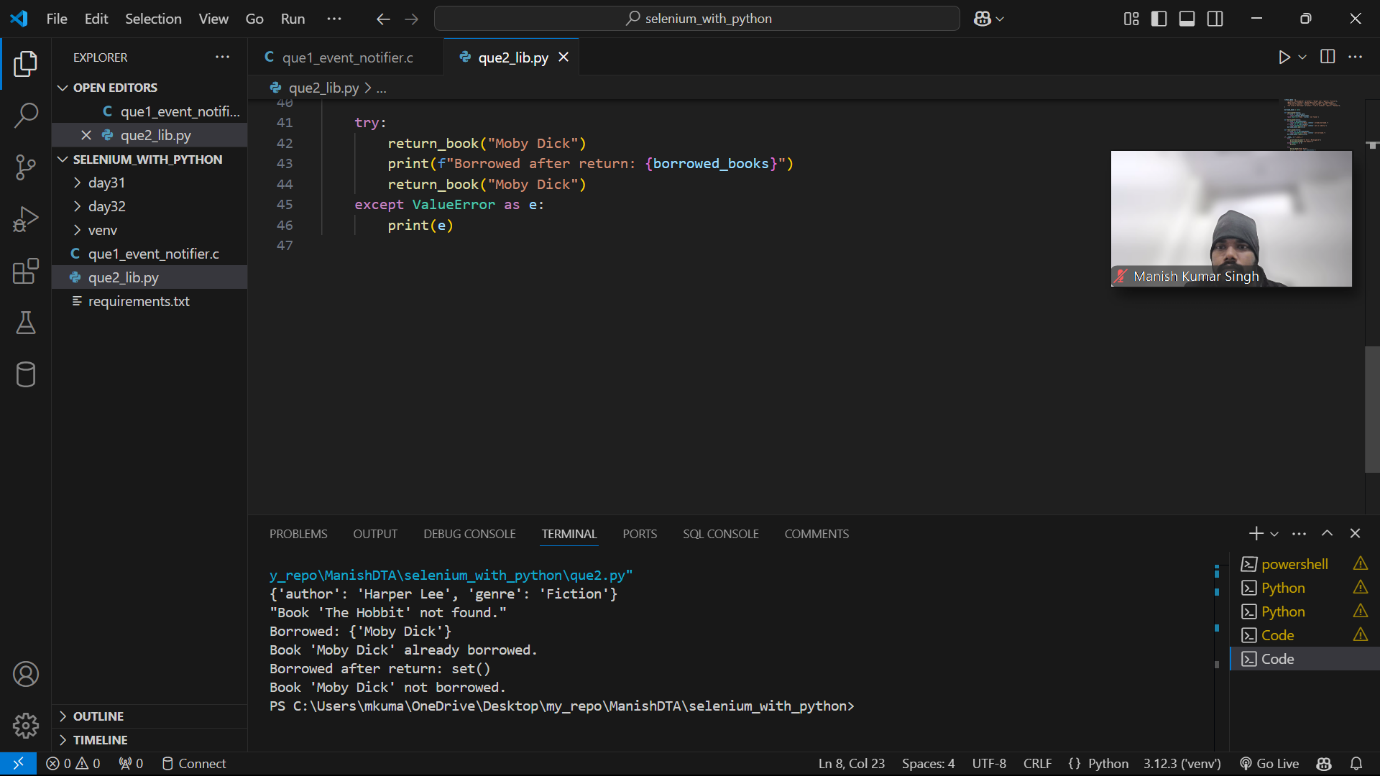 File Edit Selection View Go Run ··· selenium_with_python
EXPLORER ···
OPEN EDITORS
que1_event_notifi...
que2_lib.py
SELENIUM_WITH_PYTHON
day31
day32
venv
C que1_event_notifier.c
que2_lib.py
requirements.txt
OUTLINE
TIMELINE
C que1_event_notifier.c que2_lib.py
que2_lib.py > ...
40
41 try:
42 return_book("Moby Dick")
43 print(f"Borrowed after return: {borrowed_books}")
44 return_book("Moby Dick")
45 except ValueError as e:
46 print(e)
47
Manish Kumar Singh
PROBLEMS OUTPUT DEBUG CONSOLE TERMINAL PORTS SQL CONSOLE COMMENTS
y_repo\ManishDTA\selenium_with_python\que2.py"
{'author': 'Harper Lee', 'genre': 'Fiction'}
"Book 'The Hobbit' not found."
Borrowed: {'Moby Dick'}
Book 'Moby Dick' already borrowed.
Borrowed after return: set()
Book 'Moby Dick' not borrowed.
PS C:\Users\mkuma\OneDrive\Desktop\my_repo\ManishDTA\selenium_with_python>
powershell
Python
Python
Code
Code
0 0 0 Connect Ln 8, Col 23 Spaces: 4 UTF-8 CRLF {} Python 3.12.3 ('venv') Go Live